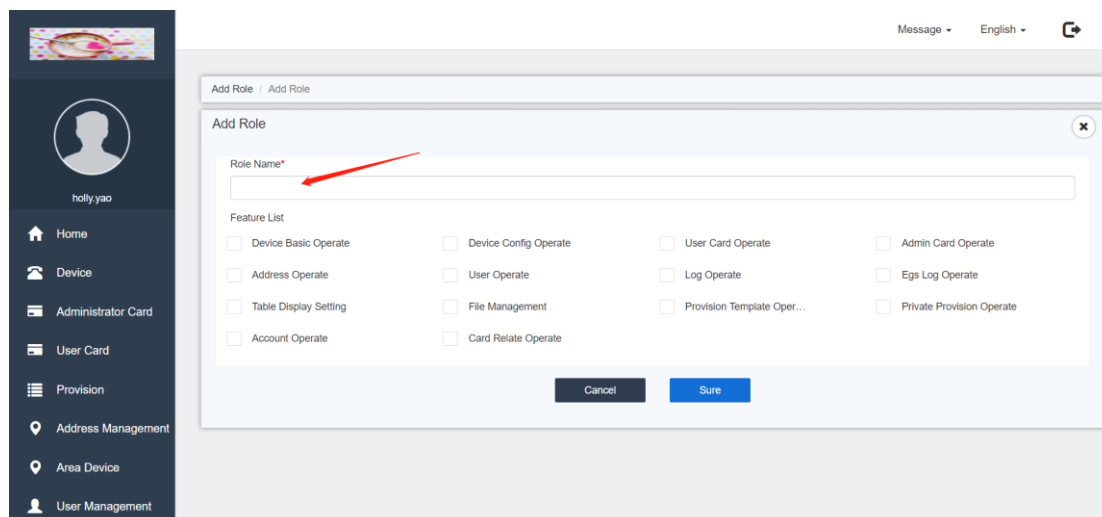 Message English
Add Role / Add Role
Add Role
holly.yao
Home
Device
Administrator Card
User Card
Provision
Address Management
Area Device
User Management
Role Name*
Feature List
Device Basic Operate Device Config Operate User Card Operate Admin Card Operate
Address Operate User Operate Log Operate Egs Log Operate
Table Display Setting File Management Provision Template Oper... Private Provision Operate
Account Operate Card Relate Operate
Cancel Sure